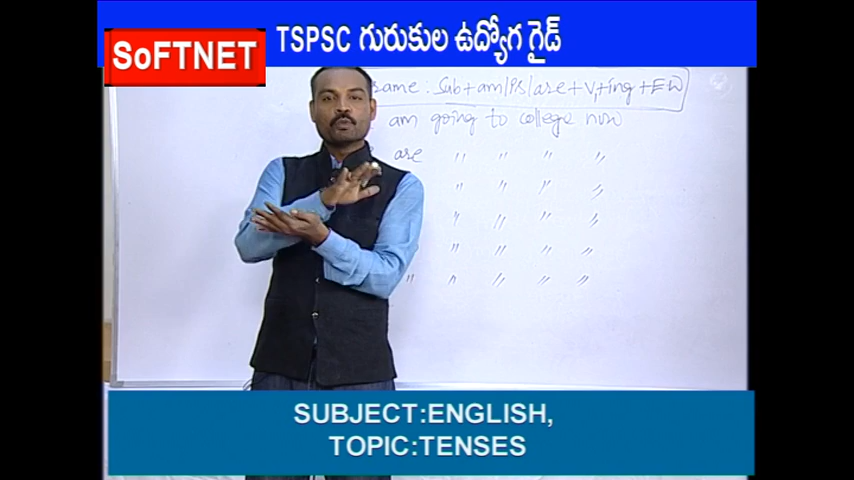 TSPSC గురుకుల ఉద్యోగ గైడ్
SoFTNET
same : Sub + am/is/are + V₁ + ing + E.W
am going to college now
are " " " "
" " " "
" " " "
" " " "
" " " " "
SUBJECT:ENGLISH,
TOPIC:TENSES